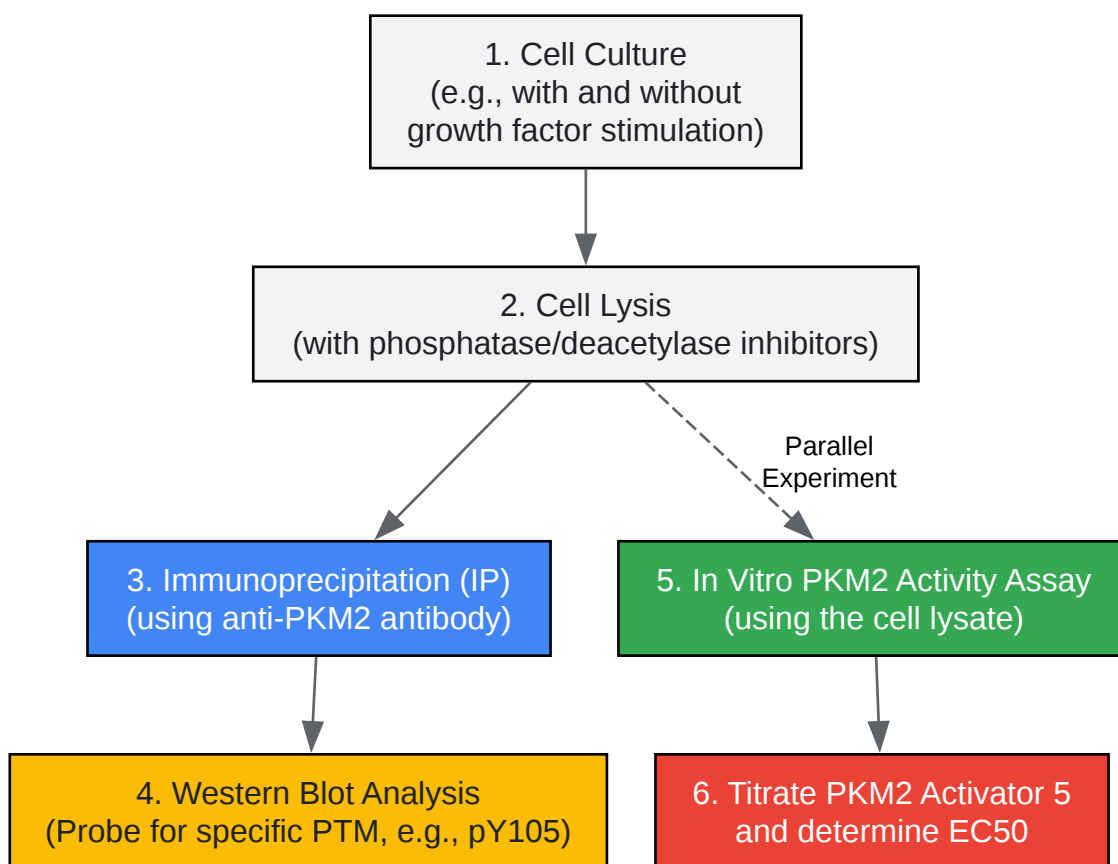 1. Cell Culture
(e.g., with and without
growth factor stimulation)
2. Cell Lysis
(with phosphatase/deacetylase inhibitors)
Parallel
Experiment
3. Immunoprecipitation (IP)
(using anti-PKM2 antibody)
5. In Vitro PKM2 Activity Assay
(using the cell lysate)
4. Western Blot Analysis
(Probe for specific PTM, e.g., pY105)
6. Titrate PKM2 Activator 5
and determine EC50